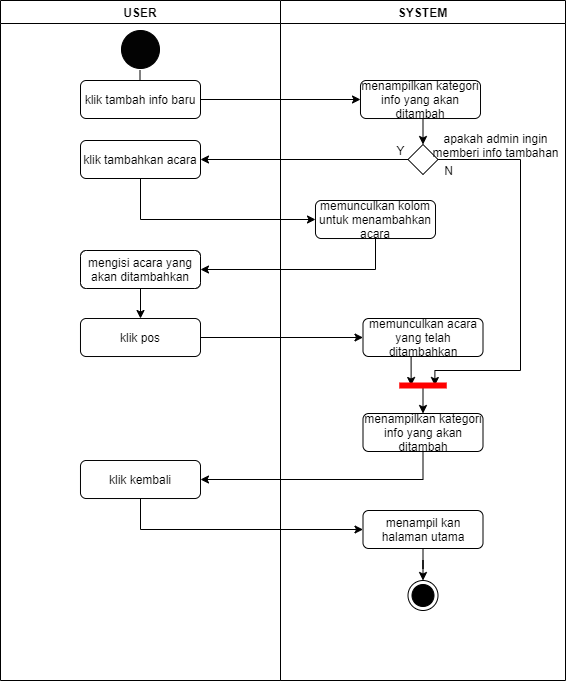 USER
SYSTEM
klik tambah info baru
menampilkan kategori
info yang akan
ditambah
apakah admin ingin
memberi info tambahan
Y
N
klik tambahkan acara
memunculkan kolom
untuk menambahkan
acara
mengisi acara yang
akan ditambahkan
klik pos
memunculkan acara
yang telah
ditambahkan
menampilkan kategori
info yang akan
ditambah
klik kembali
menampil kan
halaman utama